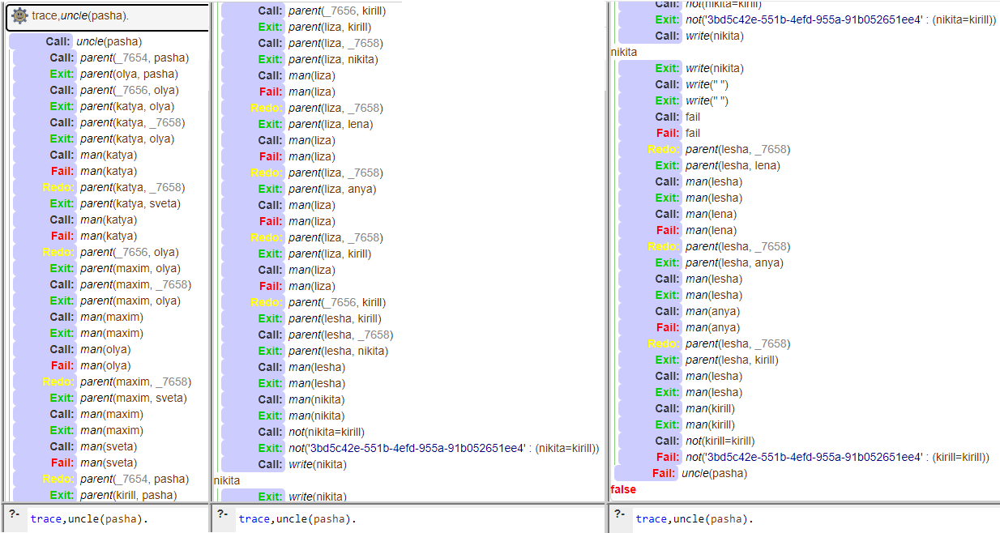 trace,uncle(pasha).
Call: uncle(pasha)
Call: parent(_7654, pasha)
Exit: parent(olya, pasha)
Call: parent(_7656, olya)
Exit: parent(katya, olya)
Call: parent(katya, _7658)
Exit: parent(katya, olya)
Call: man(katya)
Fail: man(katya)
Redo: parent(katya, _7658)
Exit: parent(katya, sveta)
Call: man(katya)
Fail: man(katya)
Redo: parent(_7656, olya)
Exit: parent(maxim, olya)
Call: parent(maxim, _7658)
Exit: parent(maxim, olya)
Call: man(maxim)
Exit: man(maxim)
Call: man(olya)
Fail: man(olya)
Redo: parent(maxim, _7658)
Exit: parent(maxim, sveta)
Call: man(maxim)
Exit: man(maxim)
Call: man(sveta)
Fail: man(sveta)
Redo: parent(_7654, pasha)
Exit: parent(kirill, pasha)
?- trace,uncle(pasha).
Call: parent(_7656, kirill)
Exit: parent(liza, kirill)
Call: parent(liza, _7658)
Exit: parent(liza, nikita)
Call: man(liza)
Fail: man(liza)
Redo: parent(liza, _7658)
Exit: parent(liza, lena)
Call: man(liza)
Fail: man(liza)
Redo: parent(liza, _7658)
Exit: parent(liza, anya)
Call: man(liza)
Fail: man(liza)
Redo: parent(liza, _7658)
Exit: parent(liza, kirill)
Call: man(liza)
Fail: man(liza)
Redo: parent(_7656, kirill)
Exit: parent(lesha, kirill)
Call: parent(lesha, _7658)
Exit: parent(lesha, nikita)
Call: man(lesha)
Exit: man(lesha)
Call: man(nikita)
Exit: man(nikita)
Call: not(nikita=kirill)
Exit: not('3bd5c42e-551b-4efd-955a-91b052651ee4' : (nikita=kirill))
Call: write(nikita)
nikita
Exit: write(nikita)
?- trace,uncle(pasha).
Call: not(nikita=kirill)
Exit: not('3bd5c42e-551b-4efd-955a-91b052651ee4' : (nikita=kirill))
Call: write(nikita)
nikita
Exit: write(nikita)
Call: write(" ")
Exit: write(" ")
Call: fail
Fail: fail
Redo: parent(lesha, _7658)
Exit: parent(lesha, lena)
Call: man(lesha)
Exit: man(lesha)
Call: man(lena)
Fail: man(lena)
Redo: parent(lesha, _7658)
Exit: parent(lesha, anya)
Call: man(lesha)
Exit: man(lesha)
Call: man(anya)
Fail: man(anya)
Redo: parent(lesha, _7658)
Exit: parent(lesha, kirill)
Call: man(lesha)
Exit: man(lesha)
Call: man(kirill)
Exit: man(kirill)
Call: not(kirill=kirill)
Fail: not('3bd5c42e-551b-4efd-955a-91b052651ee4' : (kirill=kirill))
Fail: uncle(pasha)
false
?- trace,uncle(pasha).